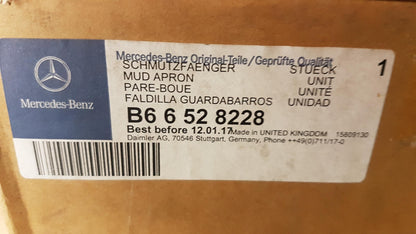 Mercedes-Benz
Mercedes-Benz Original-Teile/Geprüfte Qualität
SCHMUTZFAENGER STUECK 1
MUD APRON UNIT
PARE-BOUE UNITÉ
FALDILLA GUARDABARROS UNIDAD
B6 6 52 8228
Best before 12.01.17 Made in UNITED KINGDOM 15809130
Daimler AG, 70546 Stuttgart, Germany, Phone ++49(0)711/17-0